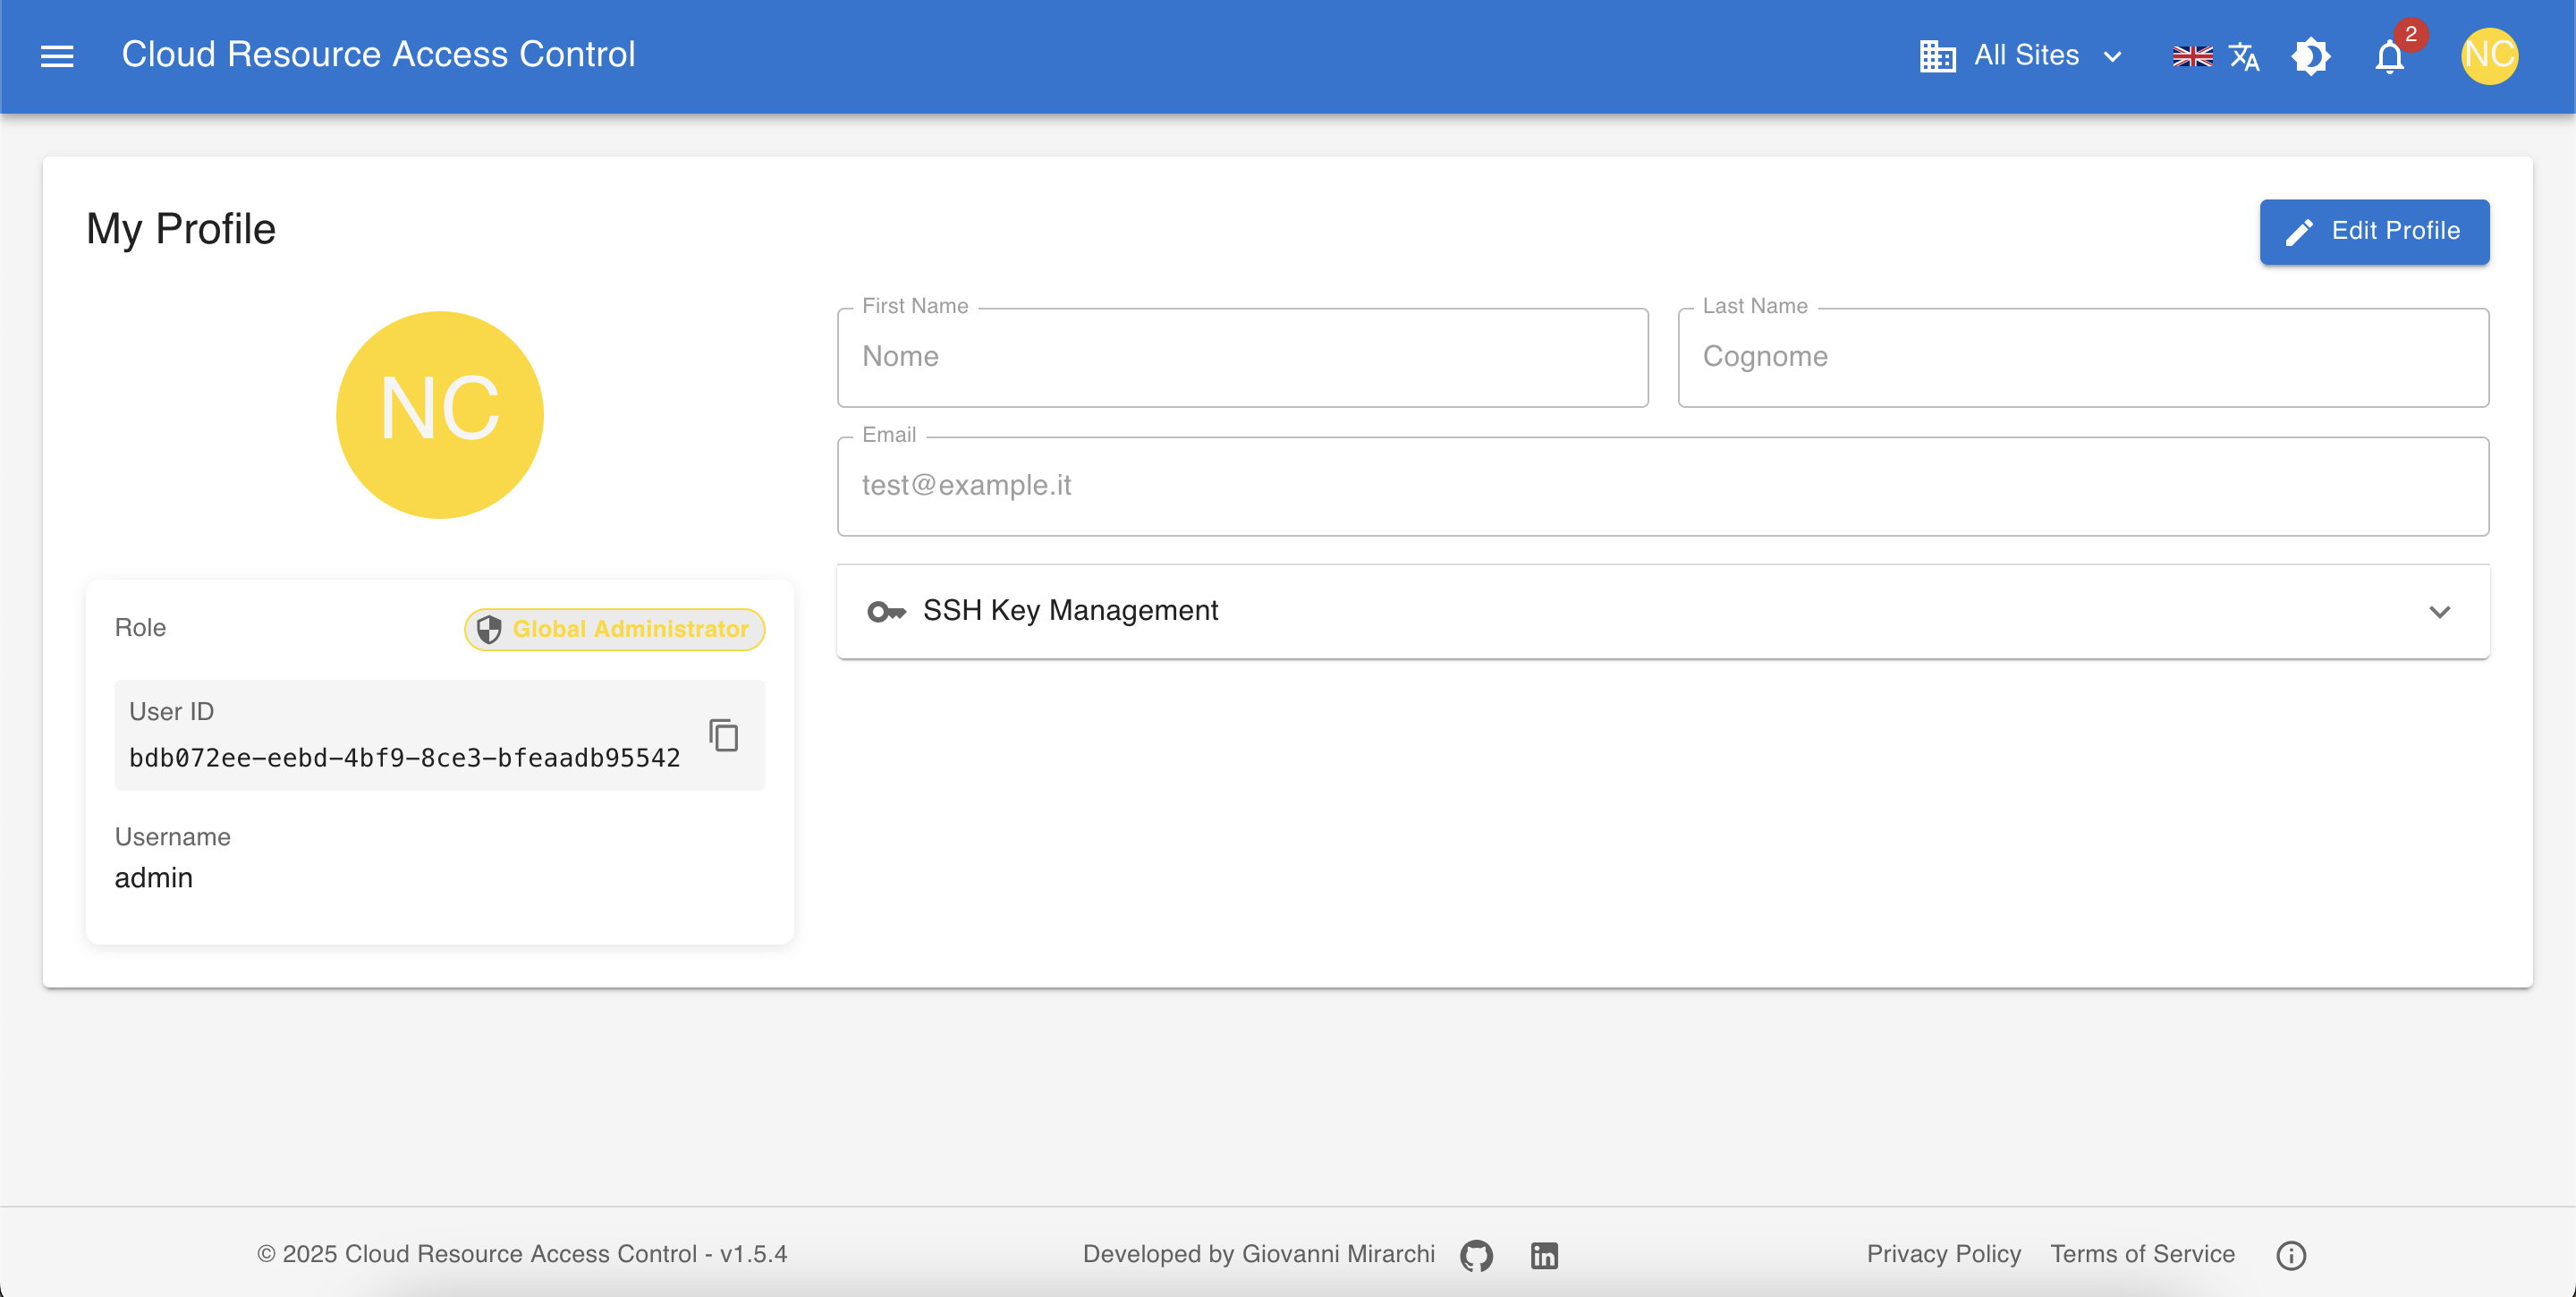 Cloud Resource Access Control
All Sites
2
NC
My Profile
Edit Profile
NC
First Name
Nome
Last Name
Cognome
Email
test@example.it
SSH Key Management
Role
Global Administrator
User ID
bdb072ee-eebd-4bf9-8ce3-bfeaadb95542
Username
admin
© 2025 Cloud Resource Access Control - v1.5.4
Developed by Giovanni Mirarchi
Privacy Policy
Terms of Service